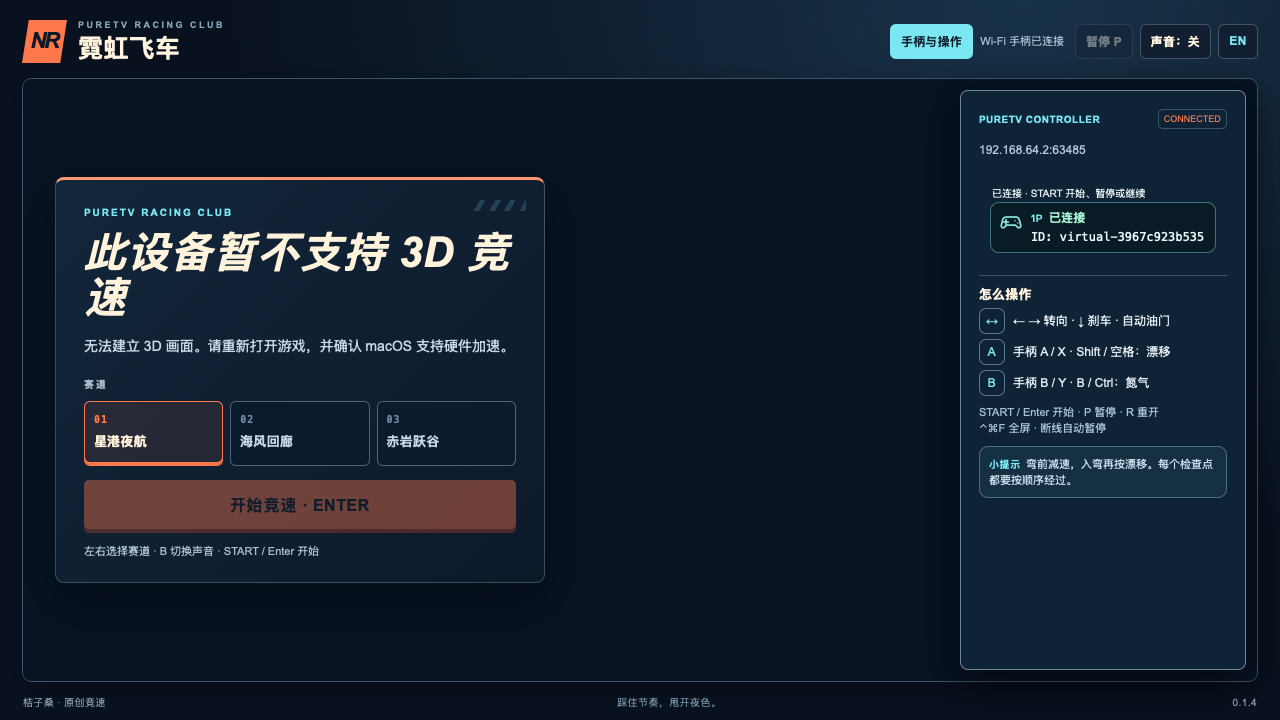 NR
PURETV RACING CLUB
霓虹飞车
手柄与操作
Wi-Fi 手柄已连接
暂停 P
声音：关
EN
PURETV RACING CLUB
此设备暂不支持 3D 竞
速
无法建立 3D 画面。请重新打开游戏，并确认 macOS 支持硬件加速。
赛道
01
星港夜航
02
海风回廊
03
赤岩跃谷
开始竞速 · ENTER
左右选择赛道 · B 切换声音 · START / Enter 开始
PURETV CONTROLLER
CONNECTED
192.168.64.2:63485
已连接 · START 开始、暂停或继续
1P 已连接
ID: virtual-3967c923b535
怎么操作
↔ ← → 转向 · ↓ 刹车 · 自动油门
A 手柄 A / X · Shift / 空格：漂移
B 手柄 B / Y · B / Ctrl：氮气
START / Enter 开始 · P 暂停 · R 重开
⌃⌘F 全屏 · 断线自动暂停
小提示 弯前减速，入弯再按漂移。每个检查点
都要按顺序经过。
桔子桑 · 原创竞速
踩住节奏，甩开夜色。
0.1.4